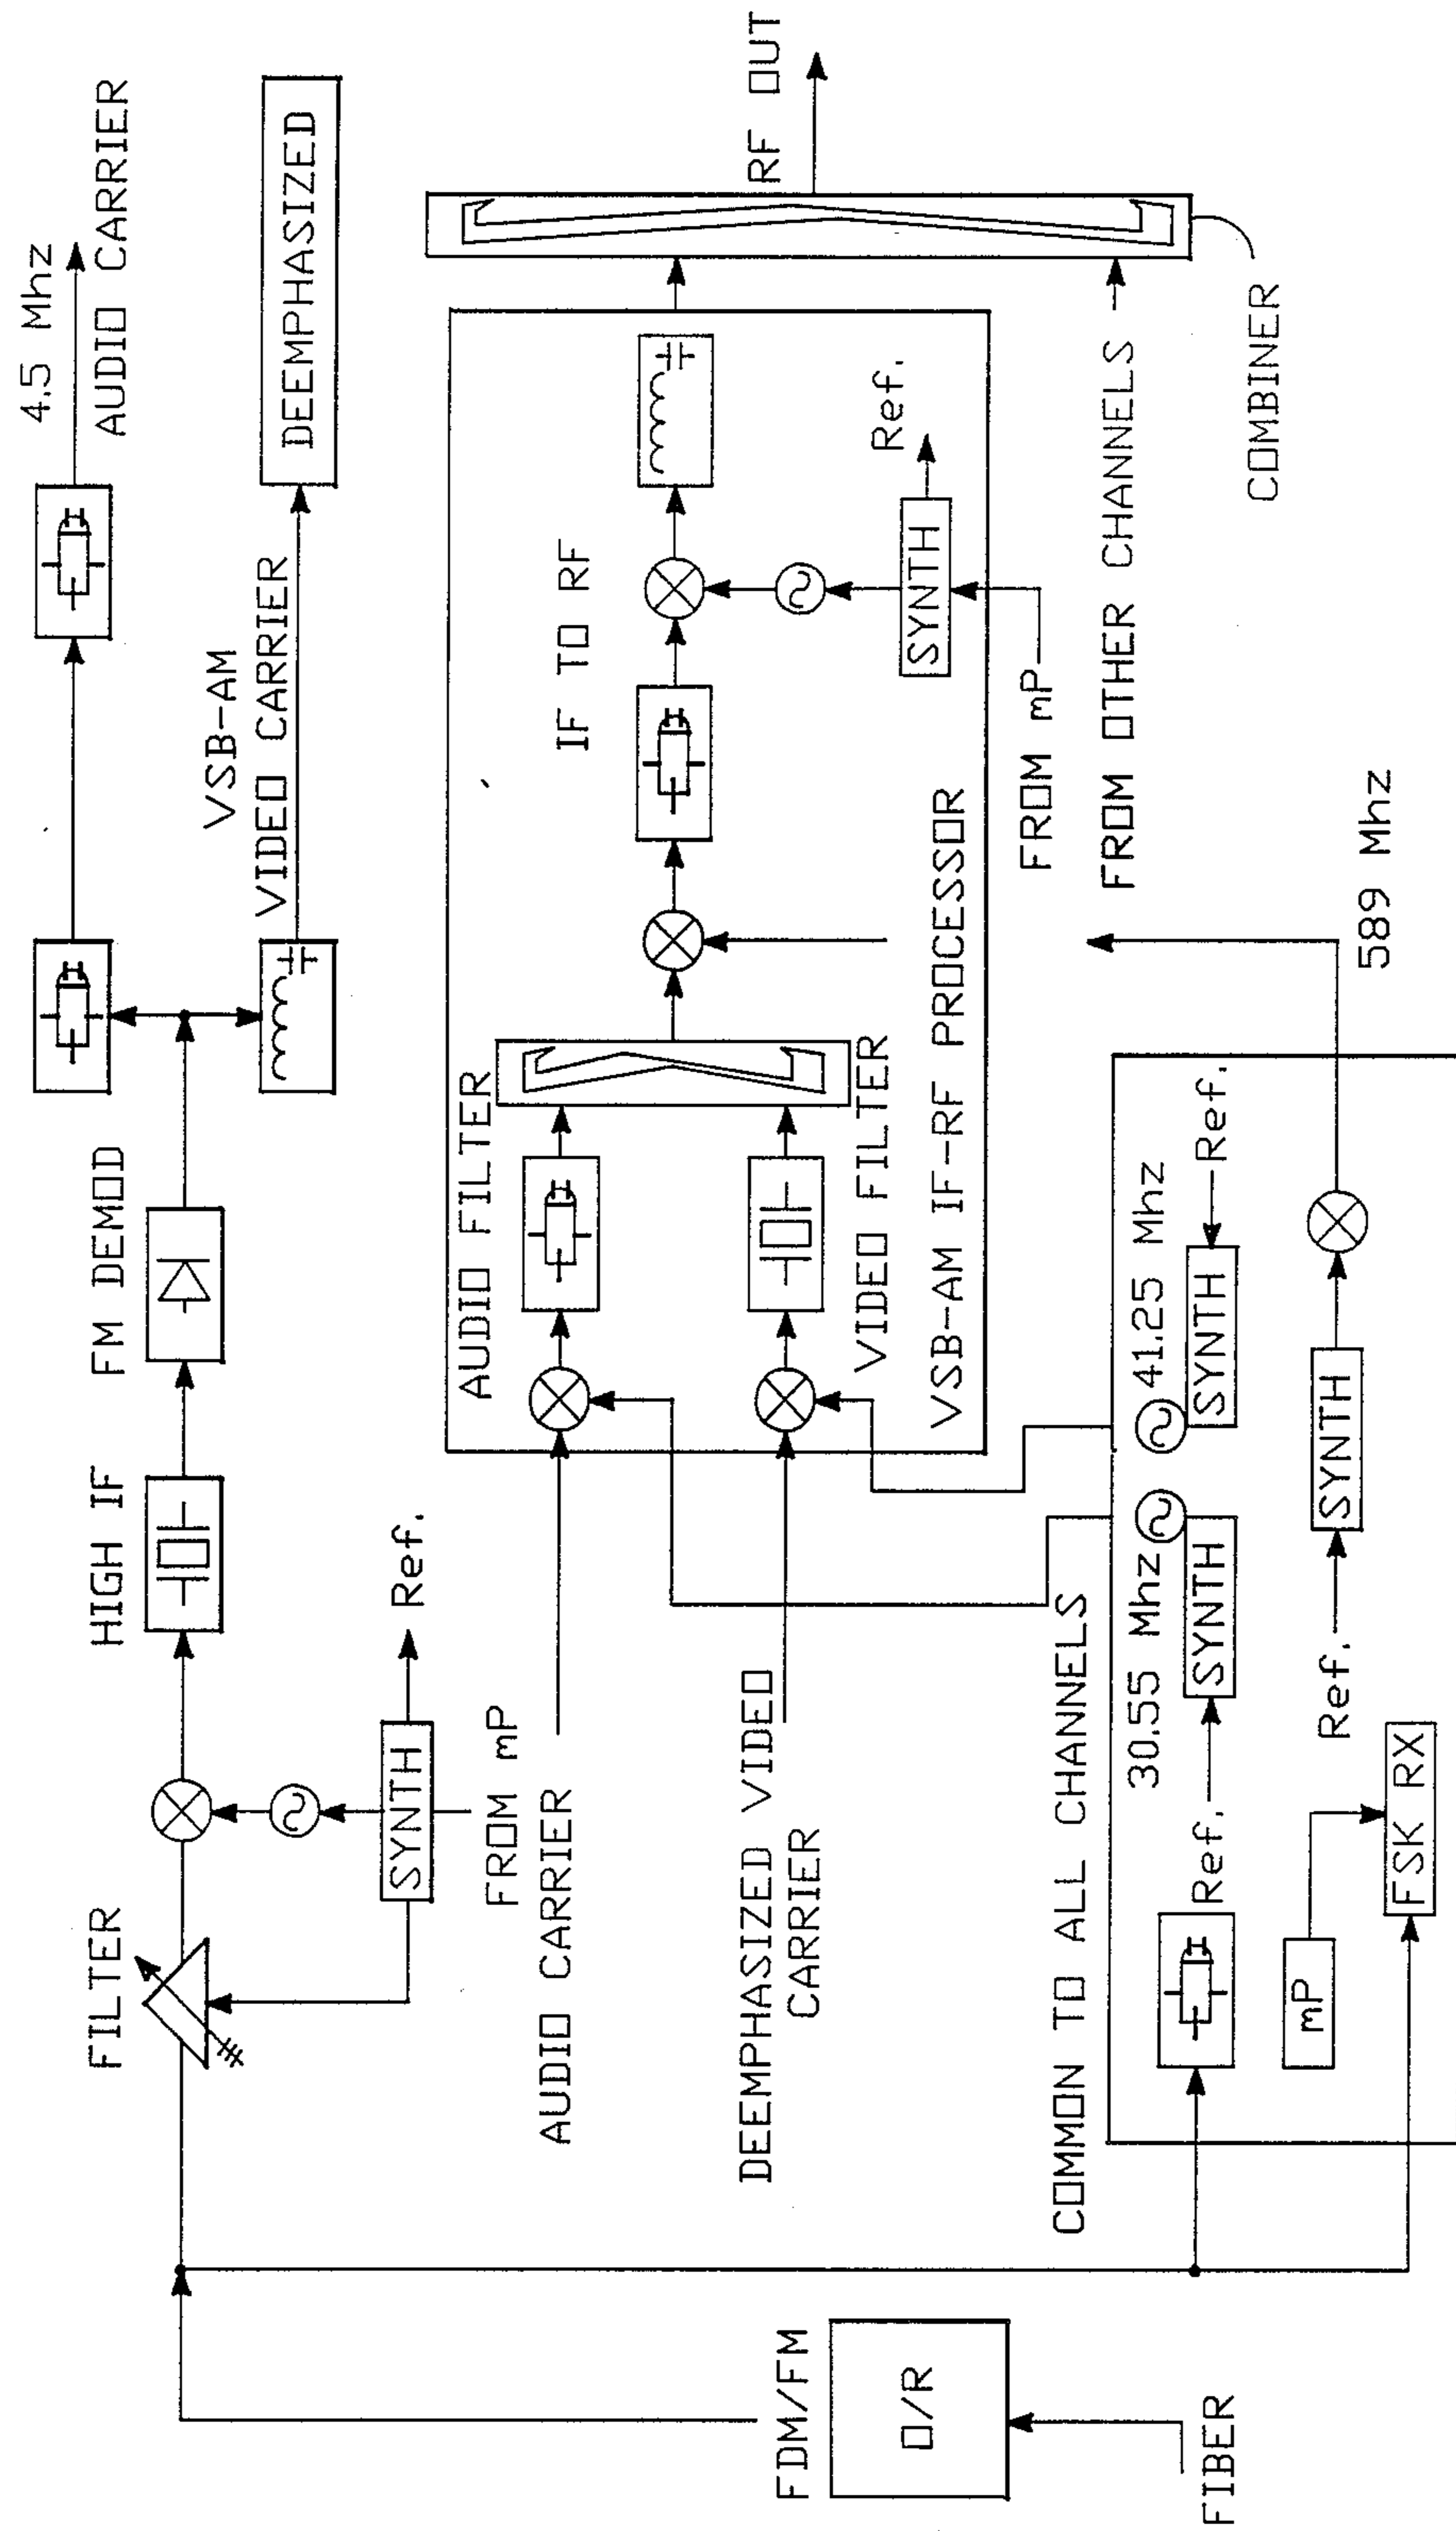 FIBER
O/R
FDM/FM
FILTER
SYNTH
Ref.
FROM mP
HIGH IF
FM DEMOD
4.5 Mhz
AUDIO CARRIER
VSB-AM
VIDEO CARRIER
DEEMPHASIZED
AUDIO CARRIER
DEEMPHASIZED VIDEO
CARRIER
AUDIO FILTER
VIDEO FILTER
VSB-AM IF-RF PROCESSOR
IF TO RF
SYNTH
Ref.
FROM mP
FROM OTHER CHANNELS
COMBINER
RF OUT
COMMON TO ALL CHANNELS
30.55 Mhz
41.25 Mhz
Ref.
SYNTH
SYNTH
Ref.
mP
FSK RX
Ref.
SYNTH
589 Mhz